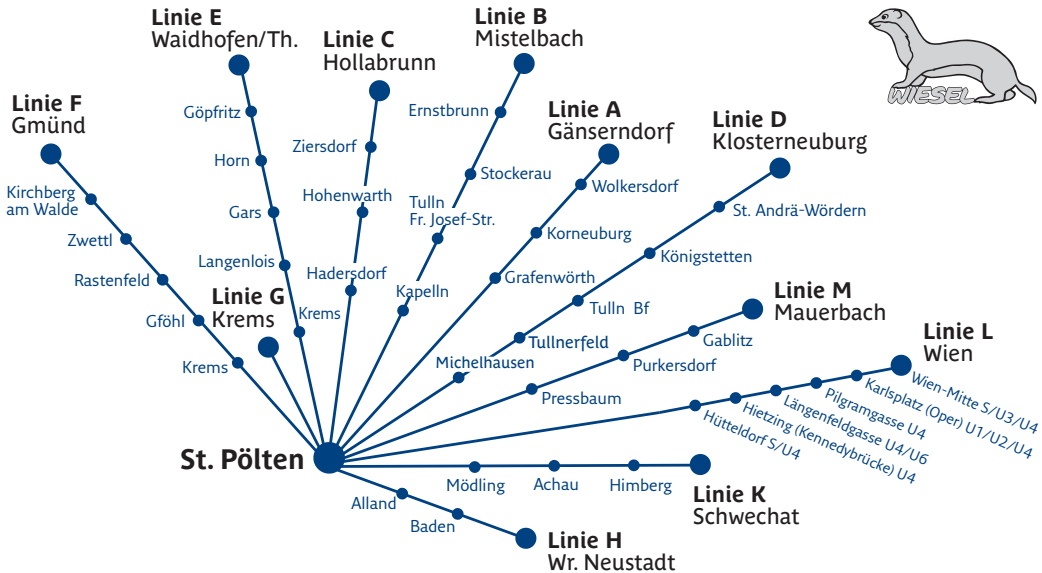 Linie E
Waidhofen/Th.
Göpfritz
Horn
Gars
Langenlois
Krems
Linie C
Hollabrunn
Ziersdorf
Hohenwarth
Hadersdorf
Linie B
Mistelbach
Ernstbrunn
Stockerau
Tulln
Fr. Josef-Str.
Kapelln
WIESEL
Linie F
Gmünd
Kirchberg
am Walde
Zwettl
Rastenfeld
Gföhl
Krems
Linie G
Krems
Linie A
Gänserndorf
Wolkersdorf
Korneuburg
Grafenwörth
Linie D
Klosterneuburg
St. Andrä-Wördern
Königstetten
Tulln Bf
Tullnerfeld
Michelhausen
Linie M
Mauerbach
Gablitz
Purkersdorf
Pressbaum
Linie L
Wien
Wien-Mitte S/U3/U4
Karlsplatz (Oper) U1/U2/U4
Pilgramgasse U4
Längenfeldgasse U4/U6
Hietzing (Kennedybrücke) U4
Hütteldorf S/U4
St. Pölten
Mödling
Achau
Himberg
Linie K
Schwechat
Alland
Baden
Linie H
Wr. Neustadt